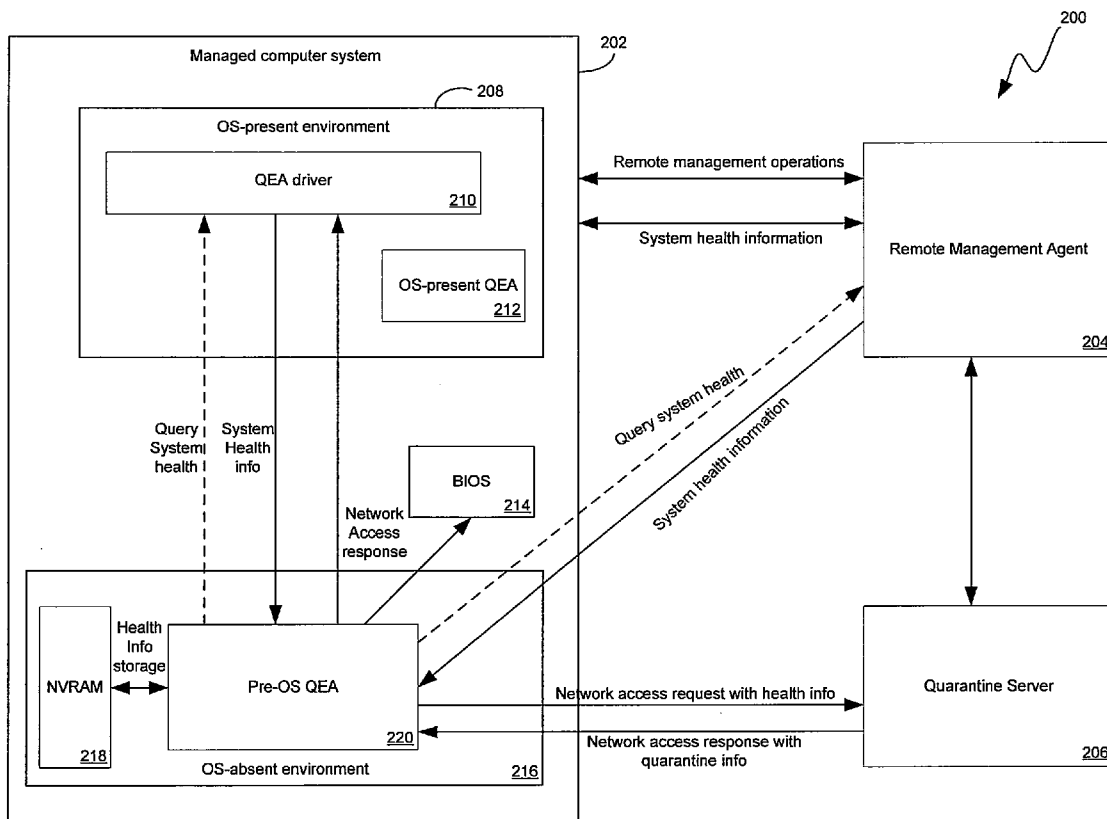 200
202
Managed computer system
208
OS-present environment
QEA driver
210
OS-present QEA
212
Remote management operations
System health information
Remote Management Agent
204
Query
System
health
System
Health
info
Network
Access
response
BIOS
214
Query system health
System health information
NVRAM
218
Health
Info
storage
Pre-OS QEA
220
OS-absent environment
216
Network access request with health info
Network access response with
quarantine info
Quarantine Server
206